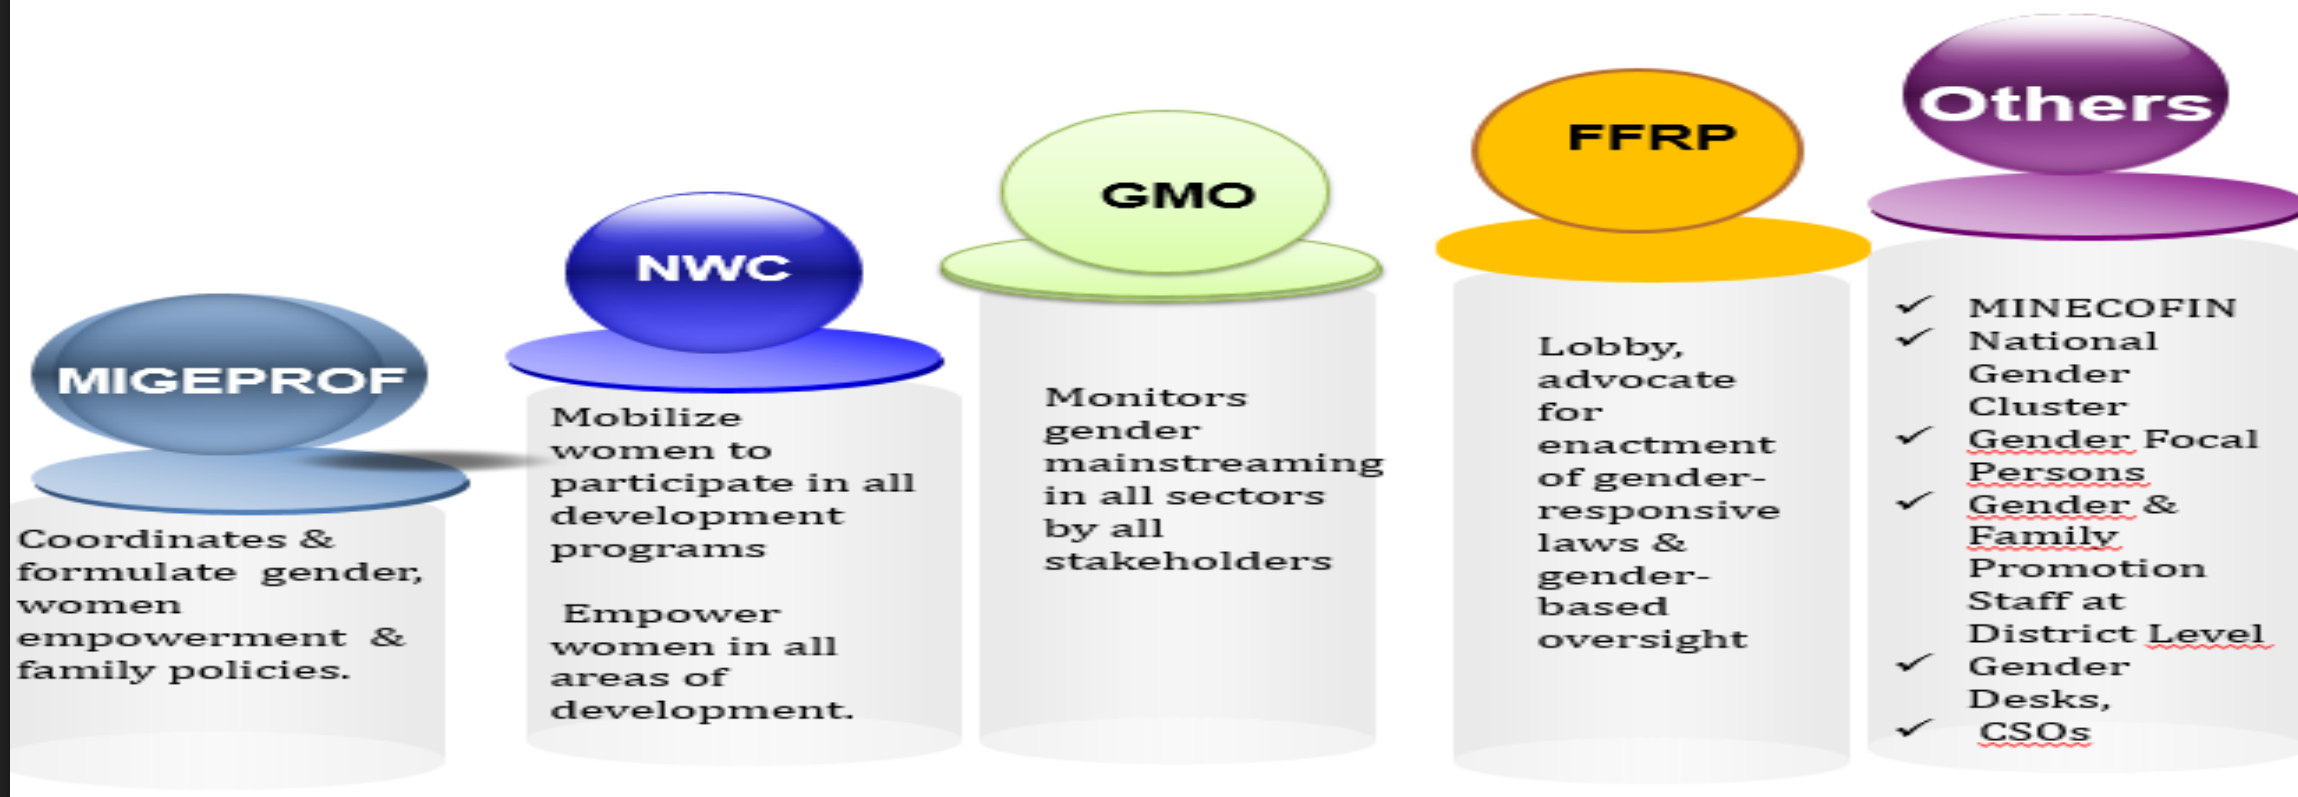 MIGEPROF
Coordinates &
formulate gender,
women
empowerment &
family policies.
NWC
Mobilize
women to
participate in all
development
programs
Empower
women in all
areas of
development.
GMO
Monitors
gender
mainstreaming
in all sectors
by all
stakeholders
FFRP
Lobby,
advocate
for
enactment
of gender-
responsive
laws &
gender-
based
oversight
Others
✓ MINECOFIN
✓ National
Gender
Cluster
✓ Gender Focal
Persons
✓ Gender &
Family
Promotion
Staff at
District Level
✓ Gender
Desks,
✓ CSOs